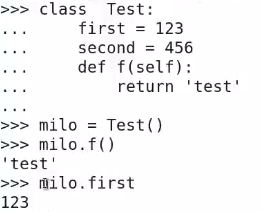 >>> class  Test:
...     first = 123
...     second = 456
...     def f(self):
...         return 'test'
...
>>> milo = Test()
>>> milo.f()
'test'
>>> milo.first
123